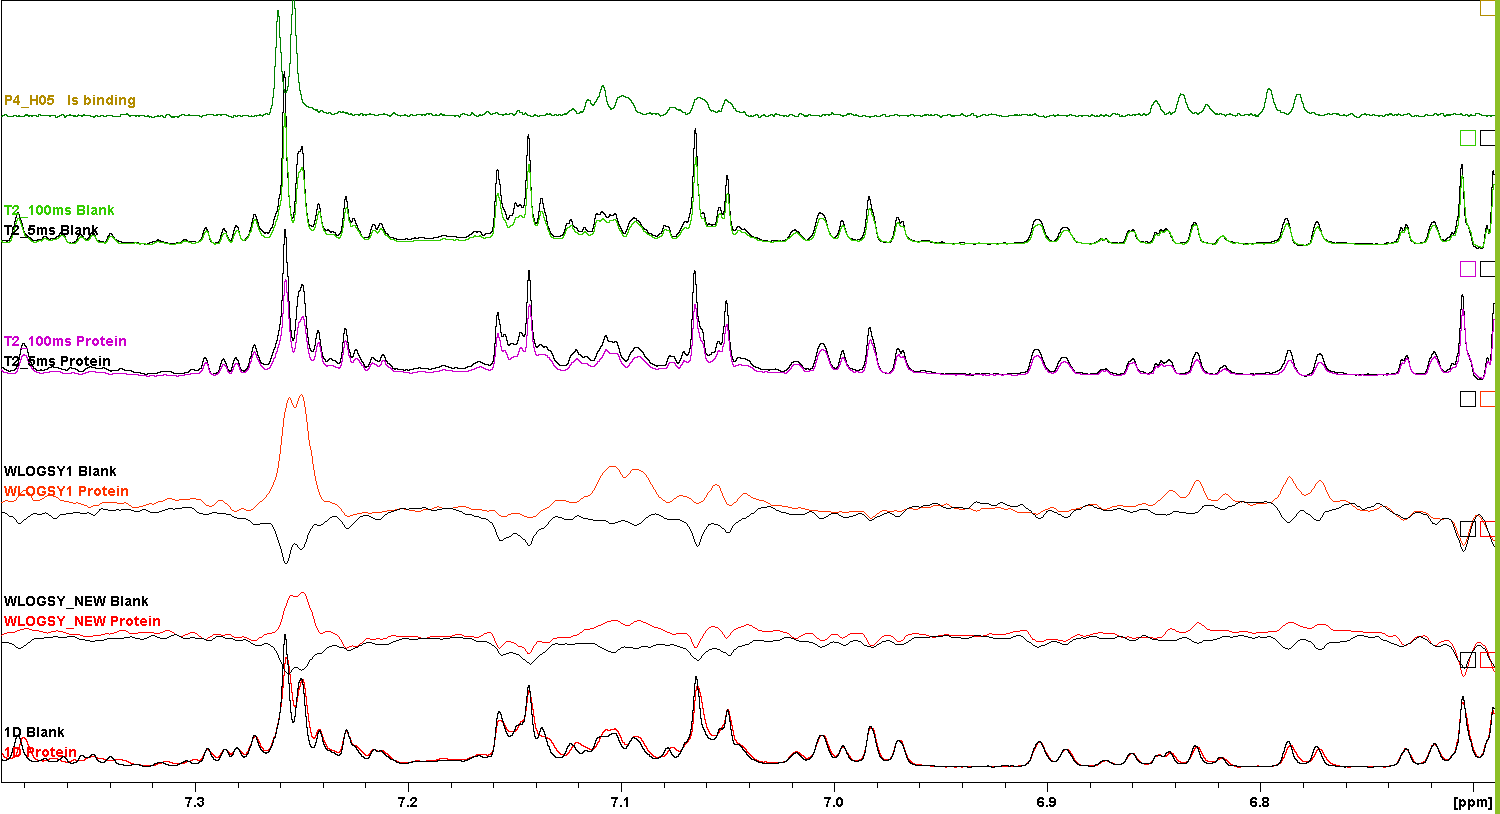 P4_H05 Is binding
T2_100ms Blank
T2_5ms Blank
T2_100ms Protein
T2_5ms Protein
WLOGSY1 Blank
WLOGSY1 Protein
WLOGSY_NEW Blank
WLOGSY_NEW Protein
1D Blank
1D Protein
7.3 7.2 7.1 7.0 6.9 6.8 [ppm]